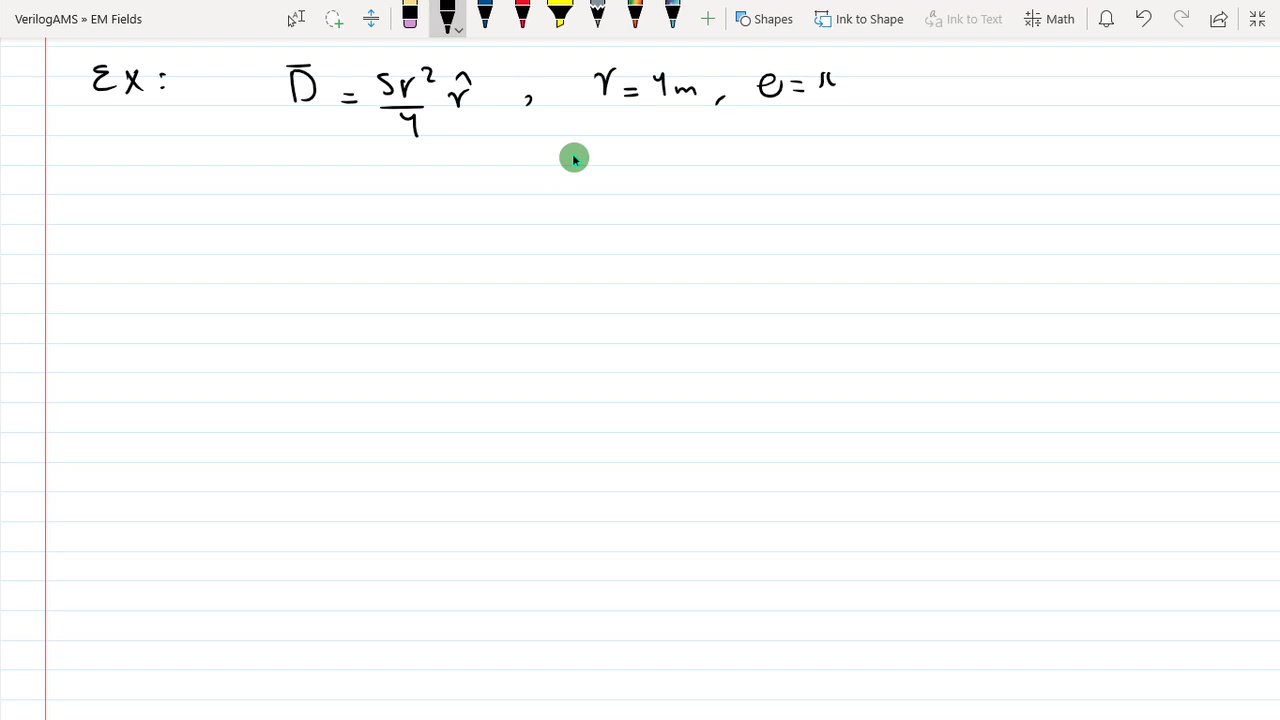 VerilogAMS » EM Fields
Shapes Ink to Shape Ink to Text Math
Ex: D̅ = 5r²/4 r̂ , r = 4m , θ = π